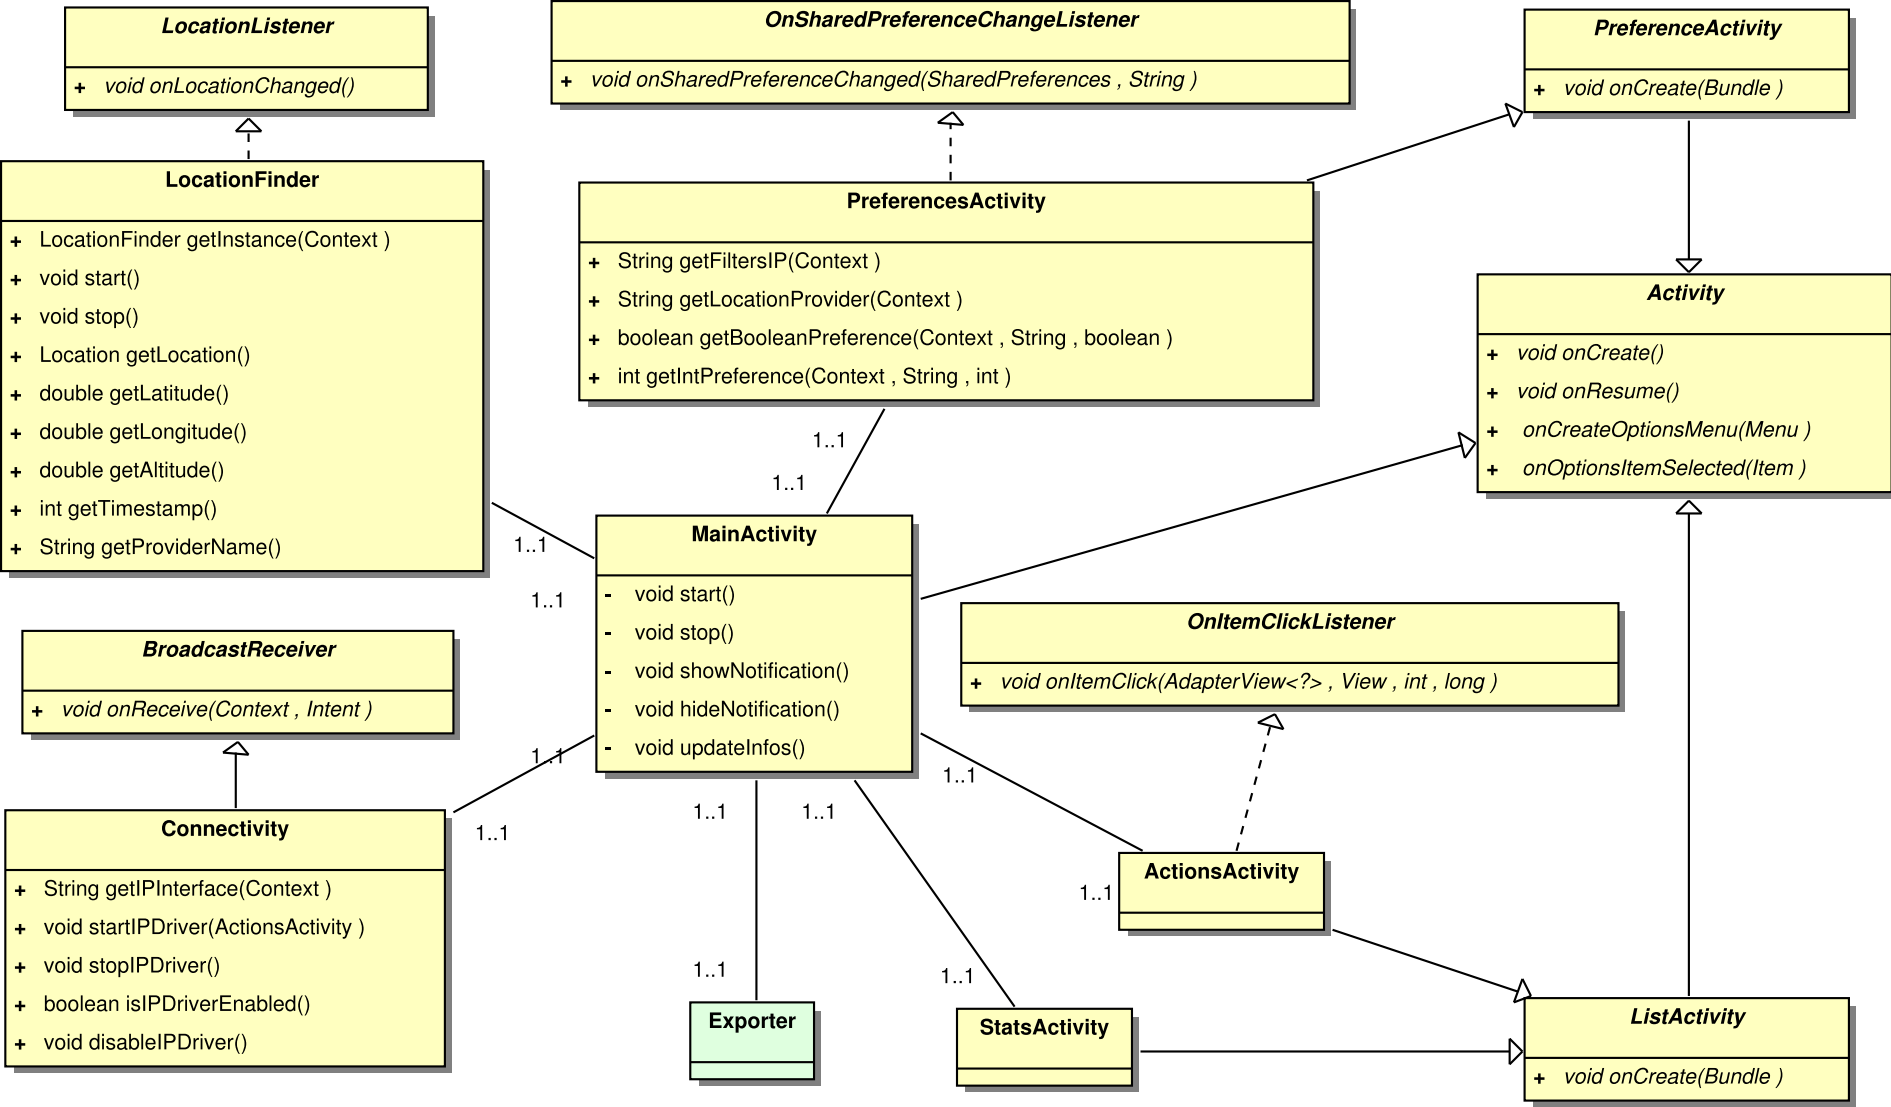 LocationListener
+ void onLocationChanged()
OnSharedPreferenceChangeListener
+ void onSharedPreferenceChanged(SharedPreferences , String )
PreferenceActivity
+ void onCreate(Bundle )
LocationFinder
+ LocationFinder getInstance(Context )
+ void start()
+ void stop()
+ Location getLocation()
+ double getLatitude()
+ double getLongitude()
+ double getAltitude()
+ int getTimestamp()
+ String getProviderName()
PreferencesActivity
+ String getFiltersIP(Context )
+ String getLocationProvider(Context )
+ boolean getBooleanPreference(Context , String , boolean )
+ int getIntPreference(Context , String , int )
Activity
+ void onCreate()
+ void onResume()
+ onCreateOptionsMenu(Menu )
+ onOptionsItemSelected(Item )
1..1
1..1
1..1
1..1
MainActivity
- void start()
- void stop()
- void showNotification()
- void hideNotification()
- void updateInfos()
OnItemClickListener
+ void onItemClick(AdapterView<?> , View , int , long )
BroadcastReceiver
+ void onReceive(Context , Intent )
1..1
1..1
1..1
1..1
1..1
Connectivity
+ String getIPInterface(Context )
+ void startIPDriver(ActionsActivity )
+ void stopIPDriver()
+ boolean isIPDriverEnabled()
+ void disableIPDriver()
ActionsActivity
1..1
1..1
1..1
Exporter
StatsActivity
ListActivity
+ void onCreate(Bundle )